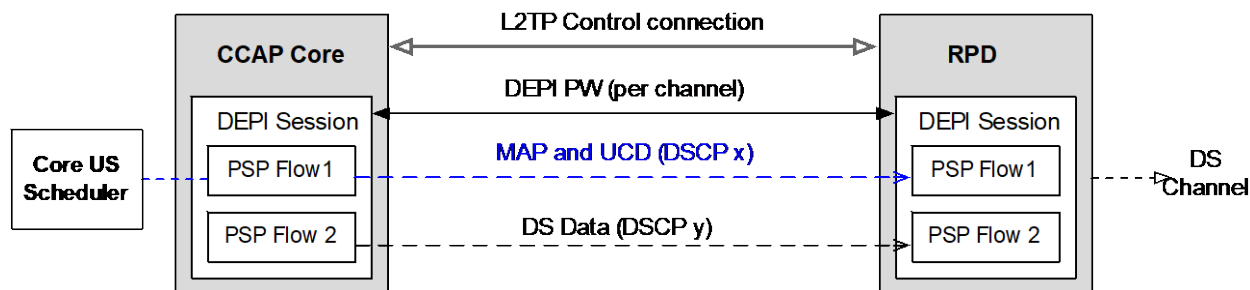 L2TP Control connection
CCAP Core
RPD
DEPI PW (per channel)
DEPI Session
DEPI Session
Core US
Scheduler
PSP Flow1
MAP and UCD (DSCP x)
PSP Flow1
DS
Channel
PSP Flow 2
DS Data (DSCP y)
PSP Flow 2